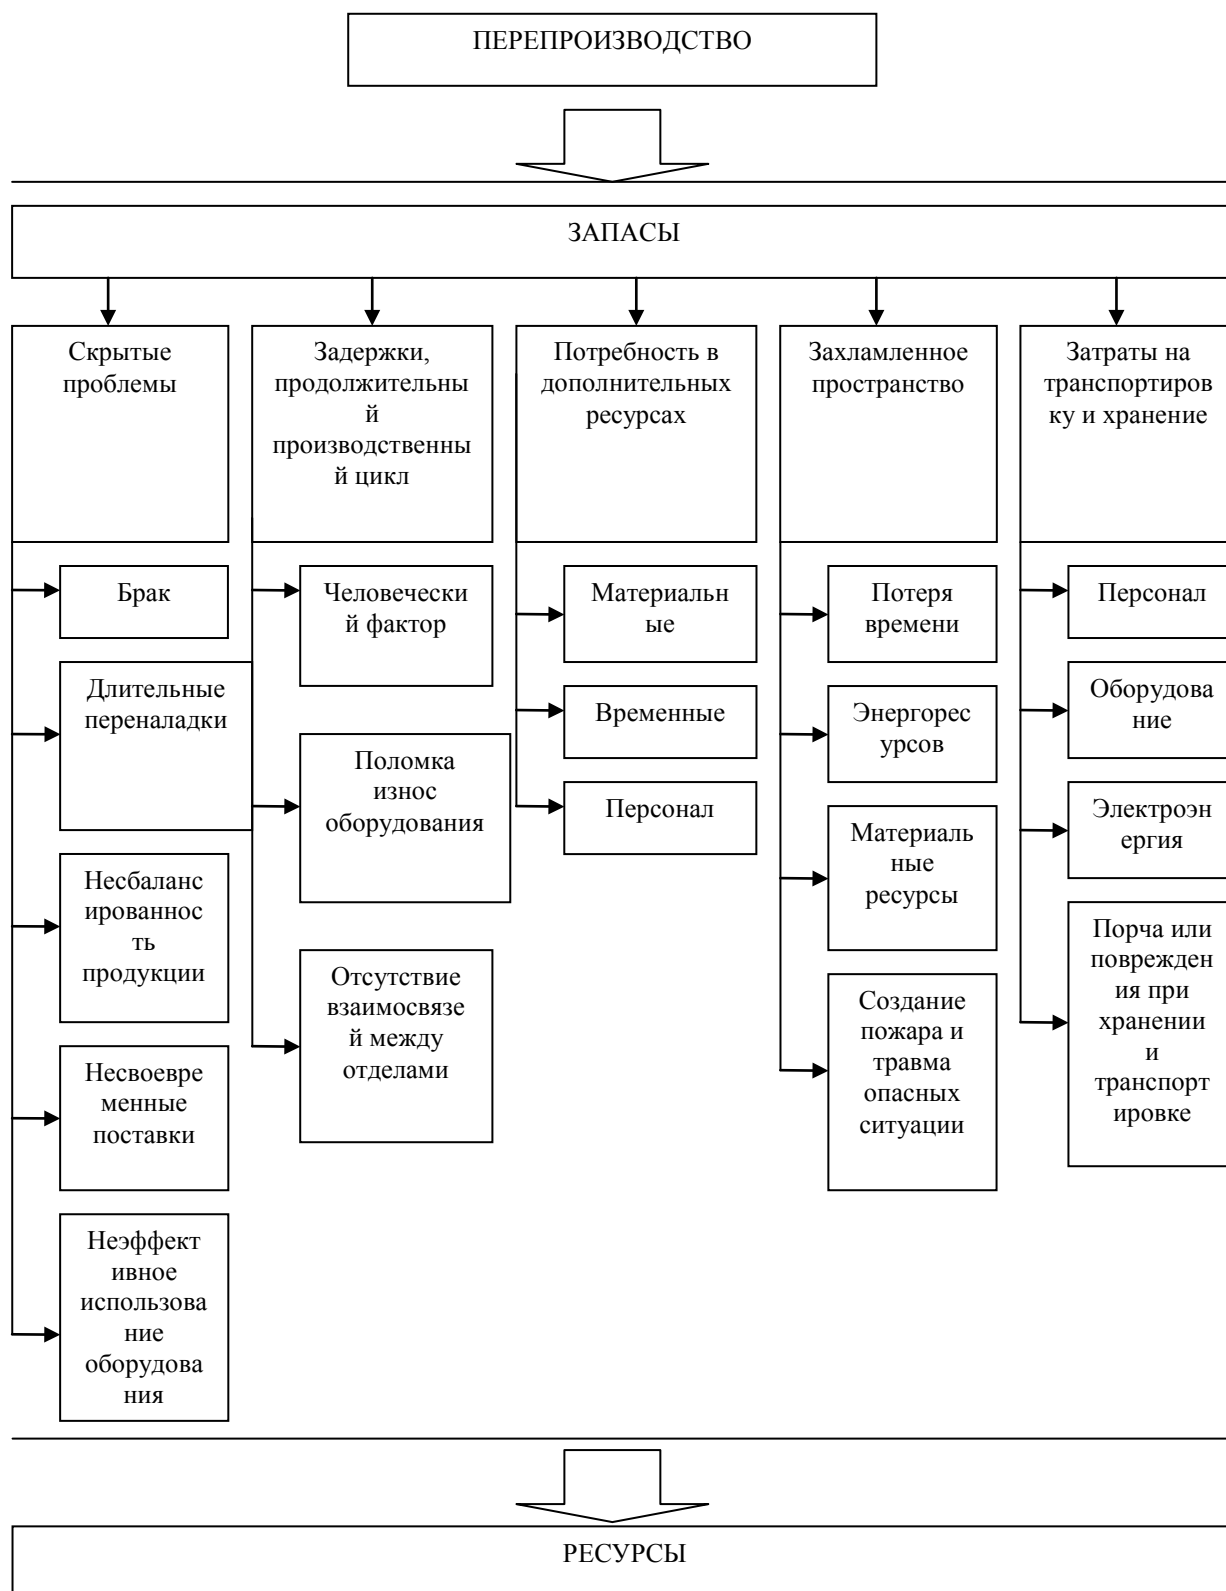 ПЕРЕПРОИЗВОДСТВО
ЗАПАСЫ
Скрытые
проблемы
Задержки,
продолжительны
й
производственны
й цикл
Потребность в
дополнительных
ресурсах
Захламленное
пространство
Затраты на
транспортиров
ку и хранение
Брак
Длительные
переналадки
Несбаланс
ированнос
ть
продукции
Несвоевре
менные
поставки
Неэффект
ивное
использова
ние
оборудова
ния
Человечески
й фактор
Поломка
износ
оборудования
Отсутствие
взаимосвязе
й между
отделами
Материальн
ые
Временные
Персонал
Потеря
времени
Энергорес
урсов
Материаль
ные
ресурсы
Создание
пожара и
травма
опасных
ситуации
Персонал
Оборудова
ние
Электроэн
ергия
Порча или
поврежден
ия при
хранении
и
транспорт
ировке
РЕСУРСЫ